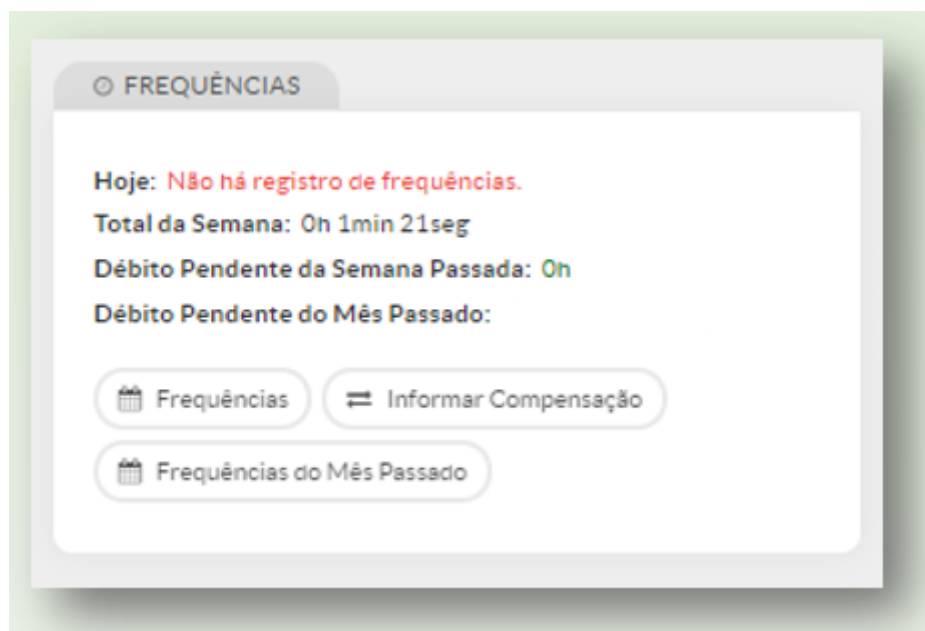 FREQUÊNCIAS
Hoje: Não há registro de frequências.
Total da Semana: 0h 1min 21seg
Débito Pendente da Semana Passada: 0h
Débito Pendente do Mês Passado:
Frequências
Informar Compensação
Frequências do Mês Passado